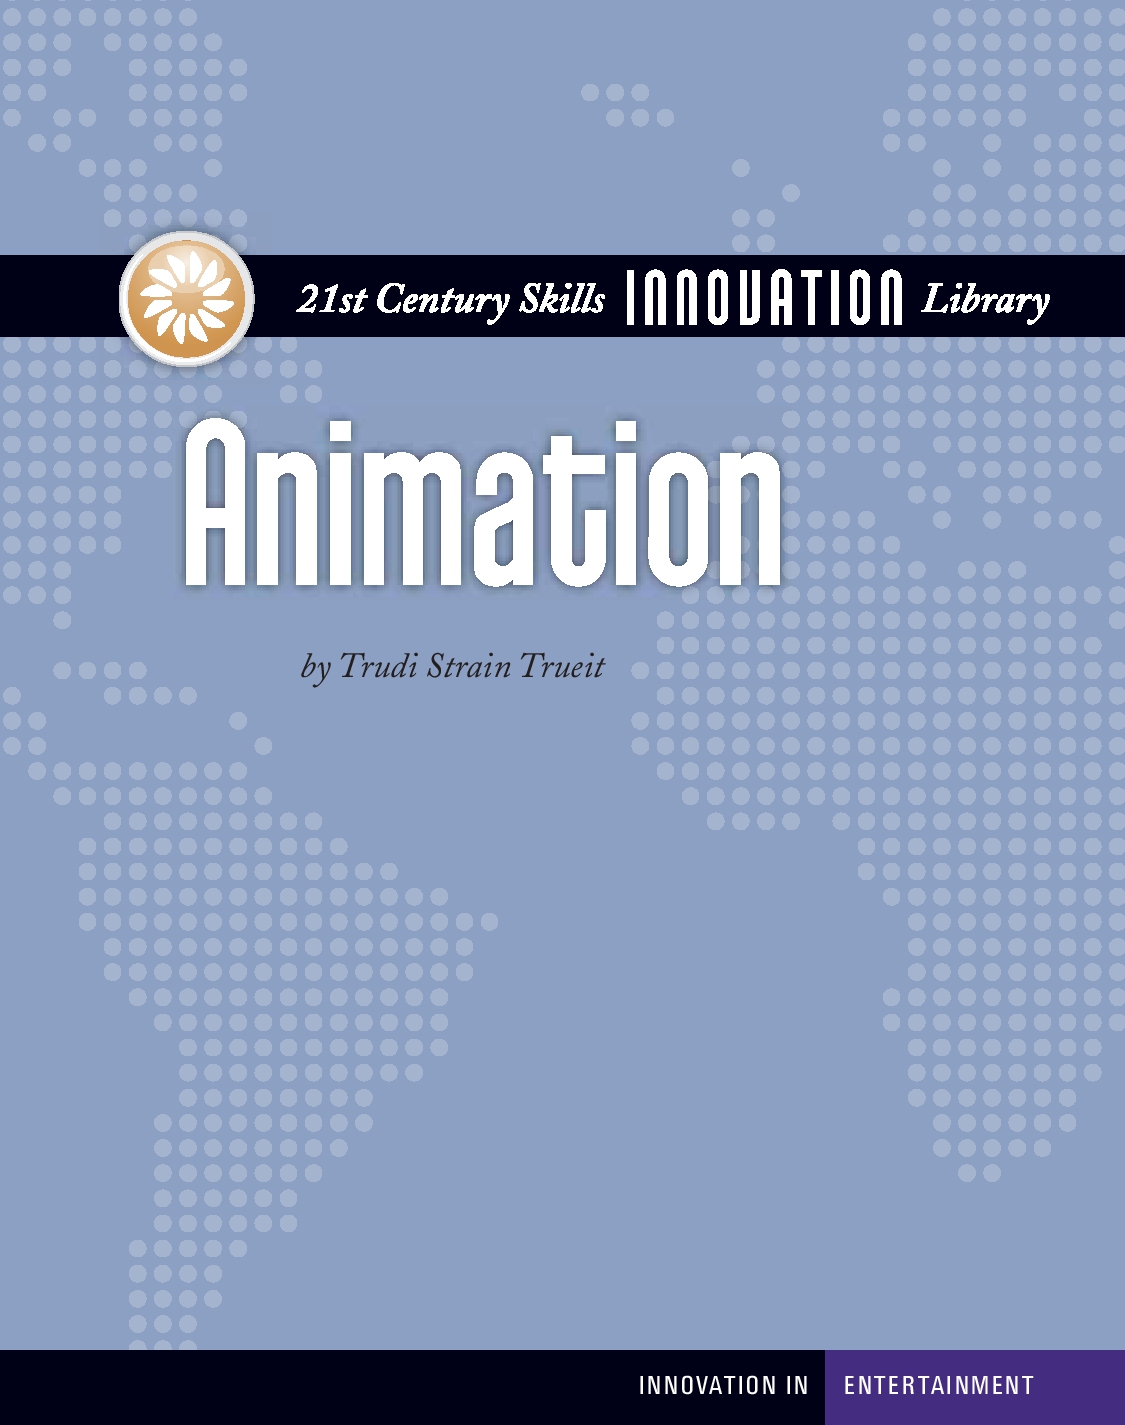 21st Century Skills INNOVATION Library
Animation
by Trudi Strain Trueit
INNOVATION IN ENTERTAINMENT